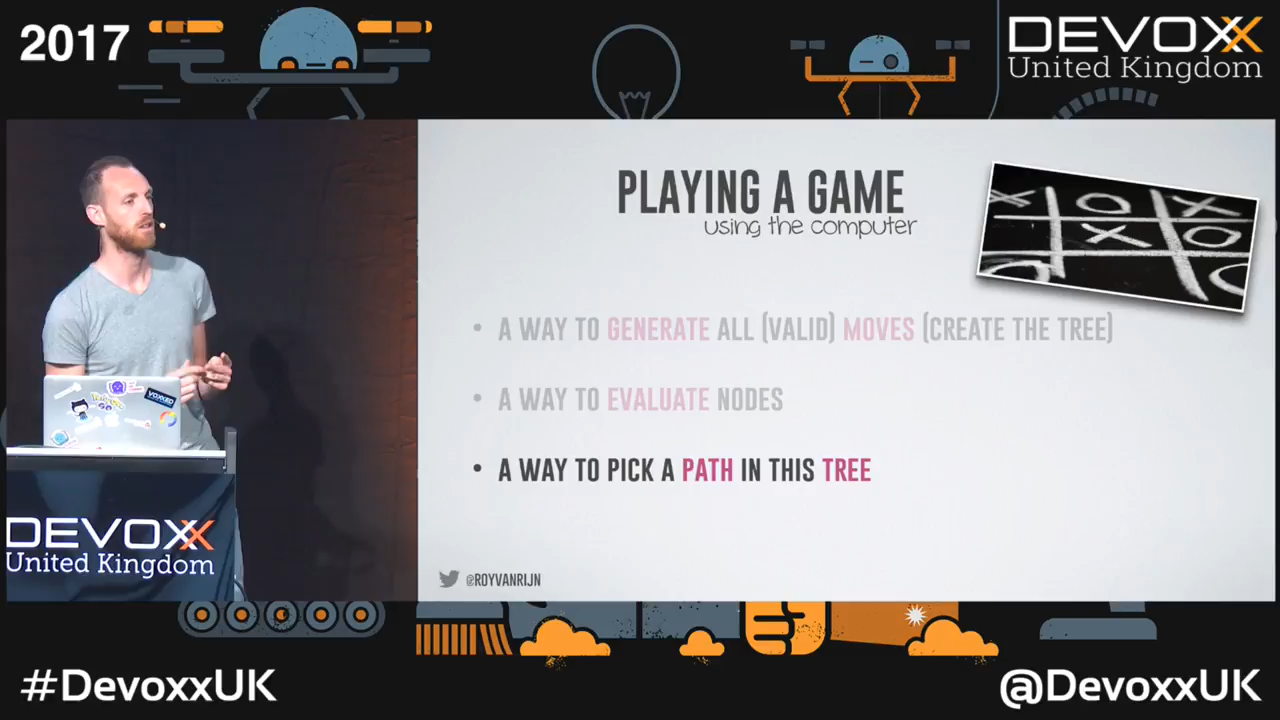 2017
DEVOXX
United Kingdom
PLAYING A GAME
using the computer
• A WAY TO GENERATE ALL (VALID) MOVES (CREATE THE TREE)
• A WAY TO EVALUATE NODES
• A WAY TO PICK A PATH IN THIS TREE
@ROYVANRIJN
VOXXED
DEVOXX
United Kingdom
#DevoxxUK
@DevoxxUK